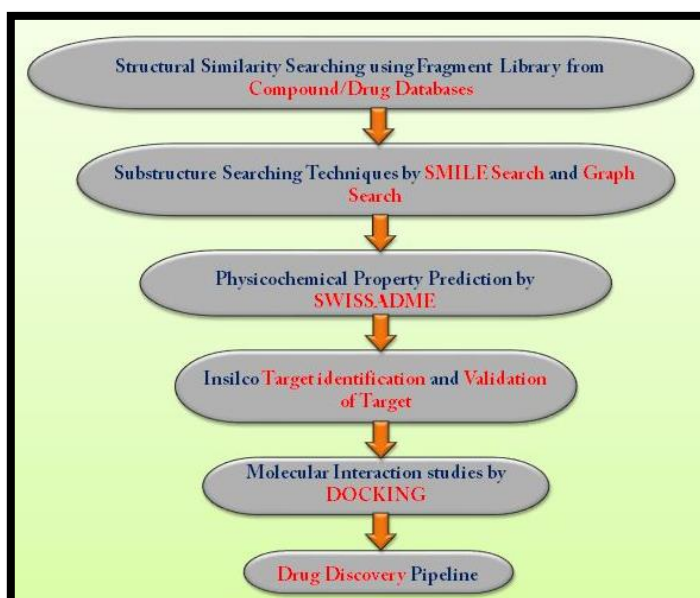 Structural Similarity Searching using Fragment Library from
Compound/Drug Databases
Substructure Searching Techniques by SMILE Search and Graph
Search
Physicochemical Property Prediction by
SWISSADME
Insilco Target identification and Validation
of Target
Molecular Interaction studies by
DOCKING
Drug Discovery Pipeline